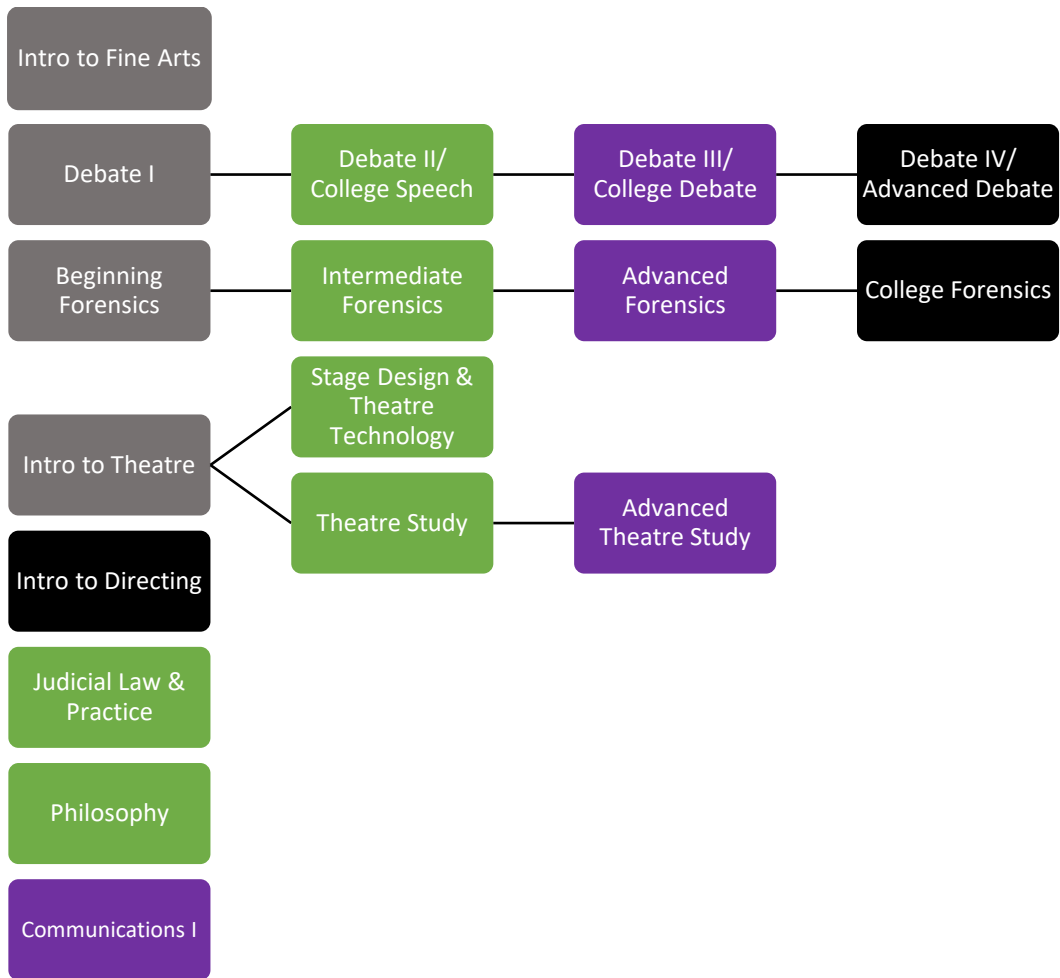 Intro to Fine Arts
Debate I
Debate II/
College Speech
Debate III/
College Debate
Debate IV/
Advanced Debate
Beginning
Forensics
Intermediate
Forensics
Advanced
Forensics
College Forensics
Intro to Theatre
Stage Design &
Theatre
Technology
Theatre Study
Advanced
Theatre Study
Intro to Directing
Judicial Law &
Practice
Philosophy
Communications I